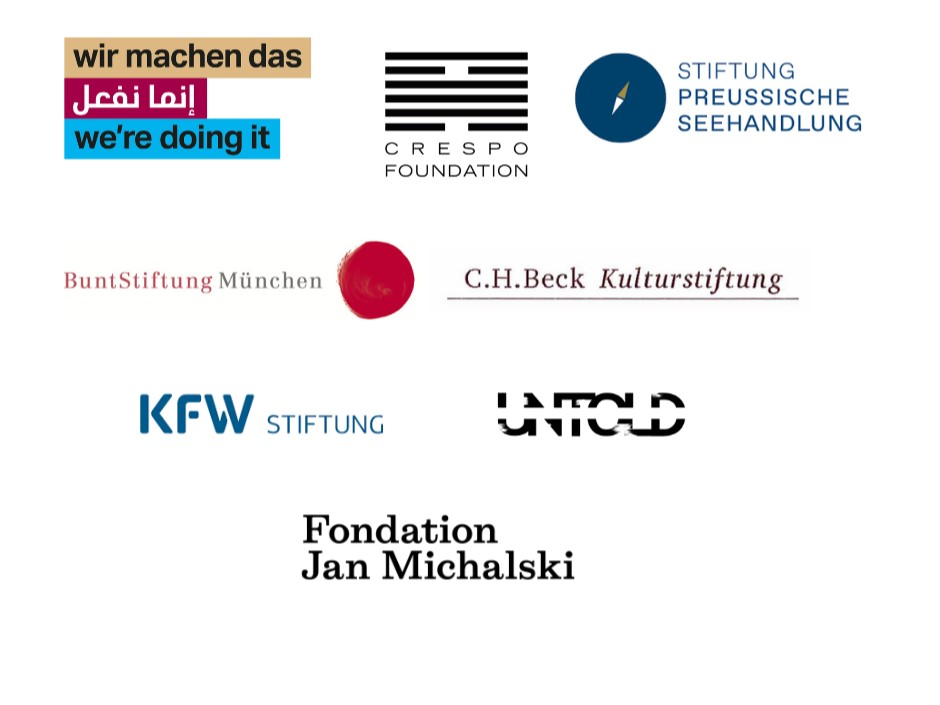 wir machen das
إنما نفعل
we're doing it
CRESPO
FOUNDATION
STIFTUNG
PREUSSISCHE
SEEHANDLUNG
BuntStiftung München
C.H.Beck Kulturstiftung
KFW STIFTUNG
UNTOLD
Fondation
Jan Michalski